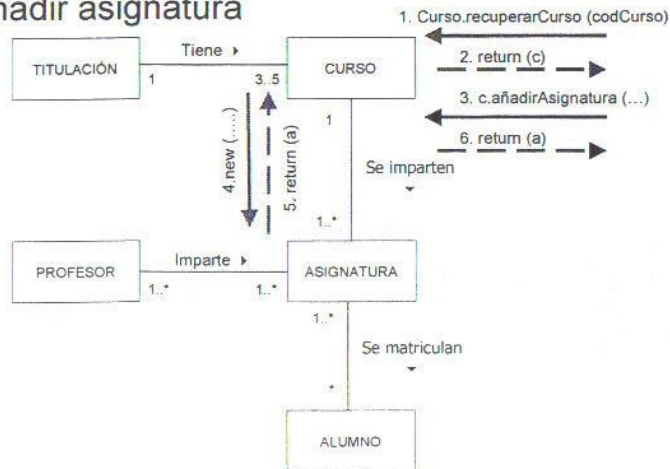 adir asignatura
1. Curso.recuperarCurso (codCurso)
Tiene
2. return (c)
TITULACIÓN
CURSO
1
3..5
3. c.añadirAsignatura (...)
1
6. return (a)
4.new (.....)
5. return (a)
Se imparten
1..*
Imparte
PROFESOR
ASIGNATURA
1..*
1..*
1..*
Se matriculan
*
ALUMNO